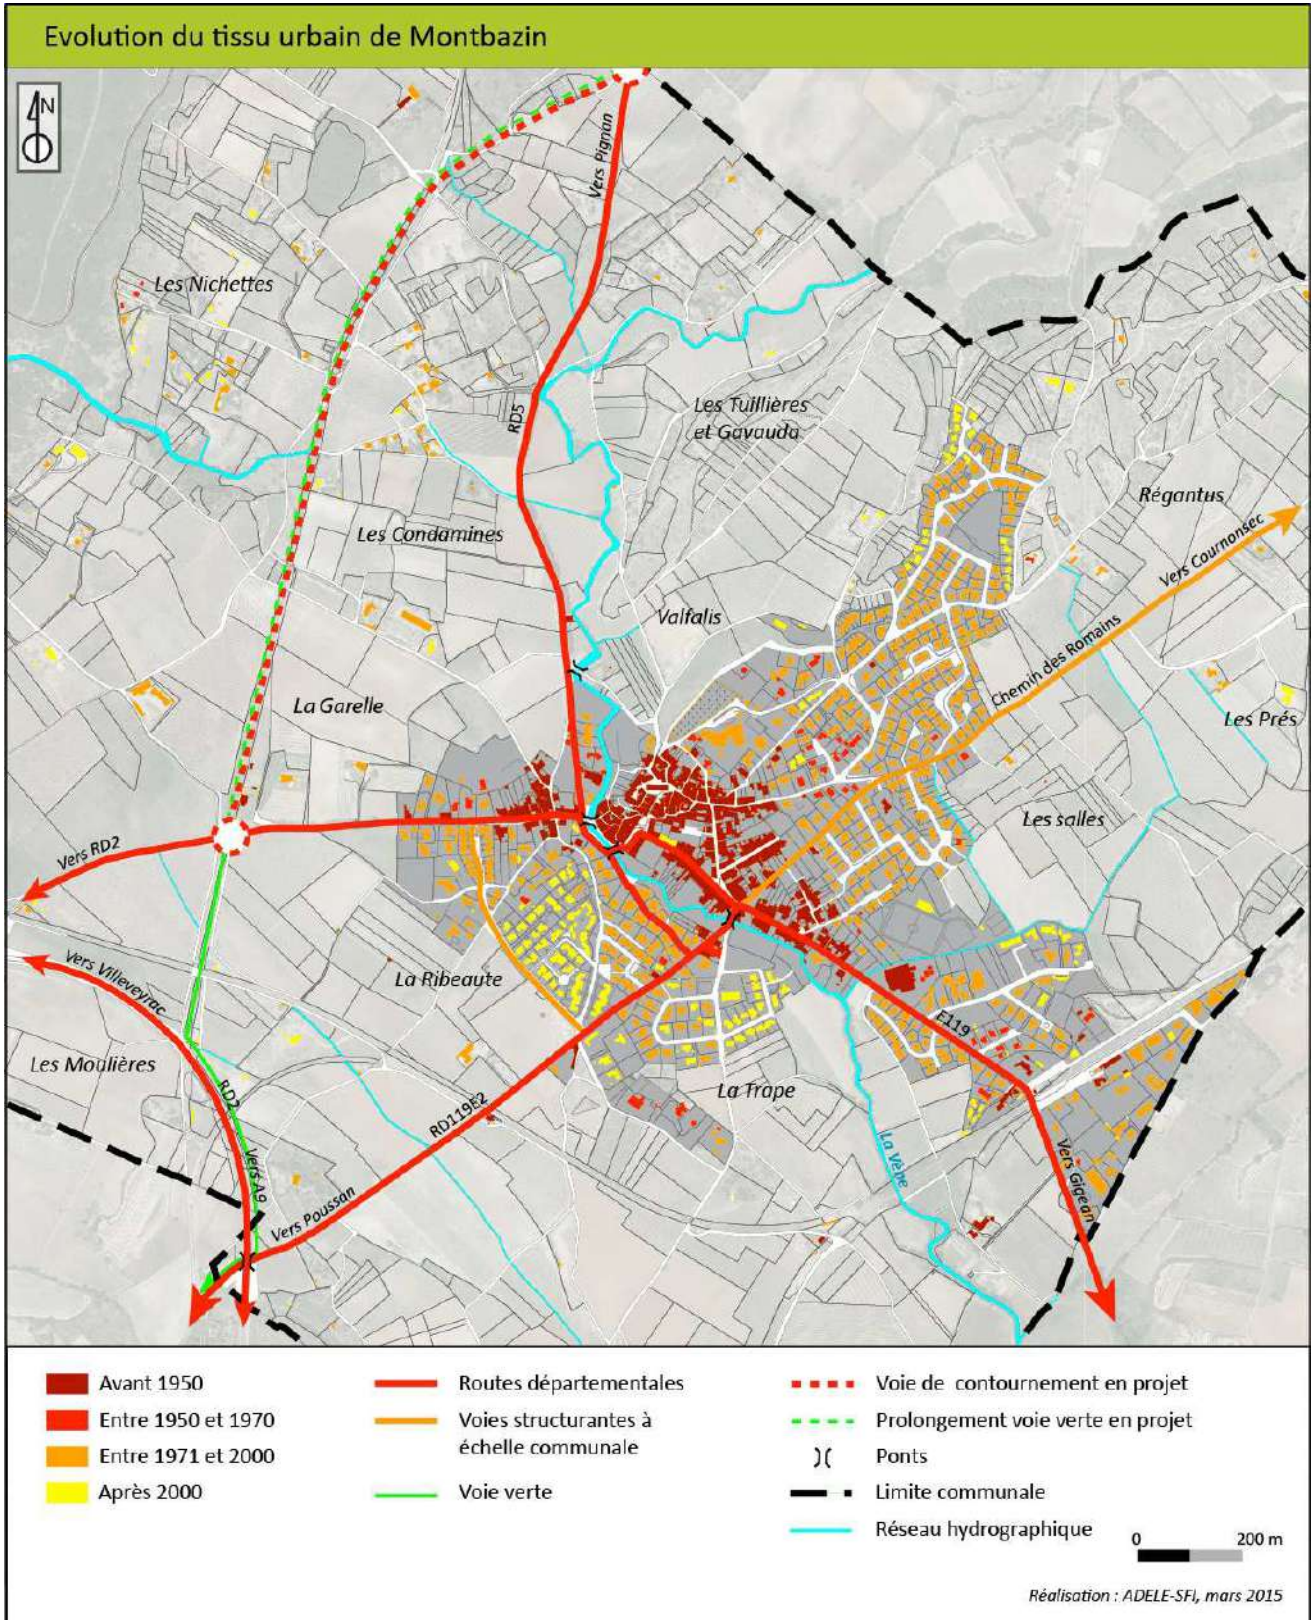 Evolution du tissu urbain de Montbazin
N
Vers Pignan
Les Nichettes
RD5
Les Tuillières
et Gavauda
Régantus
Les Condamines
Vers Cournonsec
Valfalis
Chemin des Romains
La Garelle
Les Prés
Les salles
Vers RD2
Vers Villeveyrac
La Ribeaute
E119
Les Moulières
RD2
La Trape
RD119E2
La Vène
Vers A9
Vers Gigean
Vers Poussan
Avant 1950
Entre 1950 et 1970
Entre 1971 et 2000
Après 2000
Routes départementales
Voies structurantes à
échelle communale
Voie verte
Voie de contournement en projet
Prolongement voie verte en projet
Ponts
Limite communale
Réseau hydrographique
0 200 m
Réalisation : ADELE-SFI, mars 2015